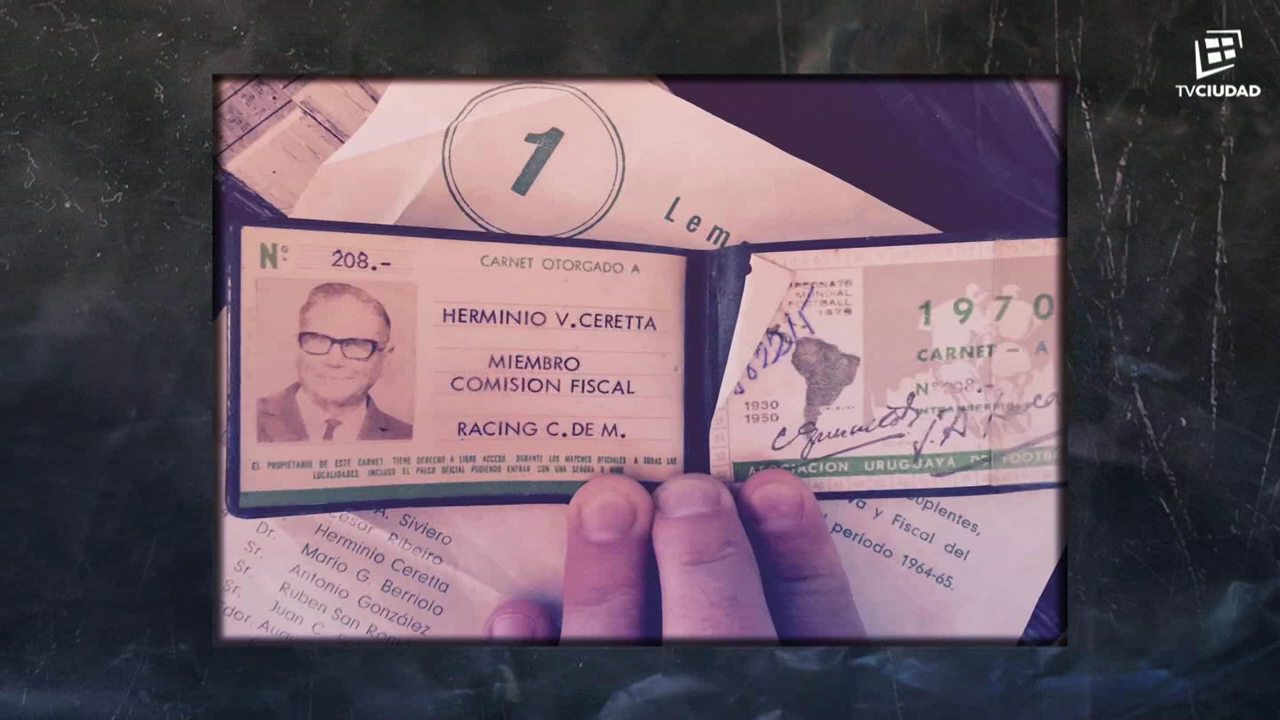 TVCIUDAD
1
Nº 208.-
CARNET OTORGADO A
HERMINIO V. CERETTA
MIEMBRO
COMISION FISCAL
RACING C. DE M.
EL PROPIETARIO DE ESTE CARNET, TIENE DERECHO A LIBRE ACCESO DURANTE LOS MATCHES OFICIALES A TODAS LAS
LOCALIDADES, INCLUSO EL PALCO OFICIAL PUDIENDO ENTRAR CON UNA SEÑORA O NIÑO
MUNDIAL
1930
1950
1970
CARNET - A
ASOCIACION URUGUAYA DE
A. Siviero
César Ribeiro
Dr. Herminio Ceretta
Sr. Mario G. Berriolo
Sr. Antonio González
Sr. Ruben San
Juan C.
y Fiscal del
período 1964-65.